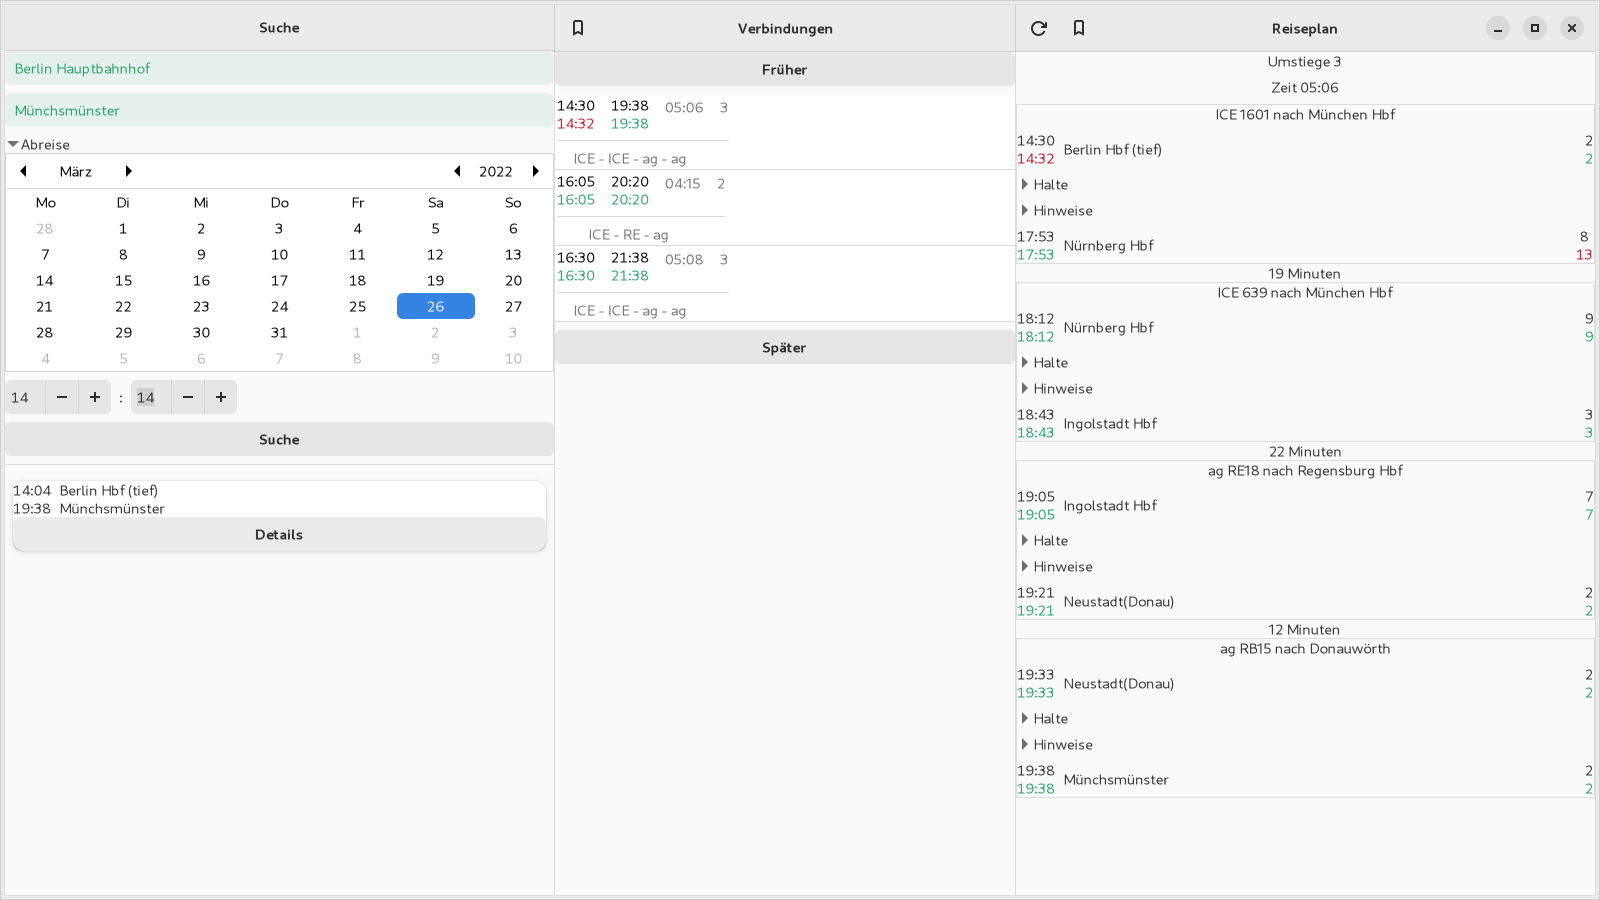 Suche
Berlin Hauptbahnhof
Münchsmünster
Abreise
März 2022
Mo Di Mi Do Fr Sa So
28 1 2 3 4 5 6
7 8 9 10 11 12 13
14 15 16 17 18 19 20
21 22 23 24 25 26 27
28 29 30 31 1 2 3
4 5 6 7 8 9 10
14 − + : 14 − +
Suche
14:04 Berlin Hbf (tief)
19:38 Münchsmünster
Details
Verbindungen
Früher
14:30 19:38 05:06 3
14:32 19:38
ICE - ICE - ag - ag
16:05 20:20 04:15 2
16:05 20:20
ICE - RE - ag
16:30 21:38 05:08 3
16:30 21:38
ICE - ICE - ag - ag
Später
Reiseplan
Umstiege 3
Zeit 05:06
ICE 1601 nach München Hbf
14:30 2
Berlin Hbf (tief)
14:32 2
Halte
Hinweise
17:53 8
Nürnberg Hbf
17:53 13
19 Minuten
ICE 639 nach München Hbf
18:12 9
Nürnberg Hbf
18:12 9
Halte
Hinweise
18:43 3
Ingolstadt Hbf
18:43 3
22 Minuten
ag RE18 nach Regensburg Hbf
19:05 7
Ingolstadt Hbf
19:05 7
Halte
Hinweise
19:21 2
Neustadt(Donau)
19:21 2
12 Minuten
ag RB15 nach Donauwörth
19:33 2
Neustadt(Donau)
19:33 2
Halte
Hinweise
19:38 2
Münchsmünster
19:38 2